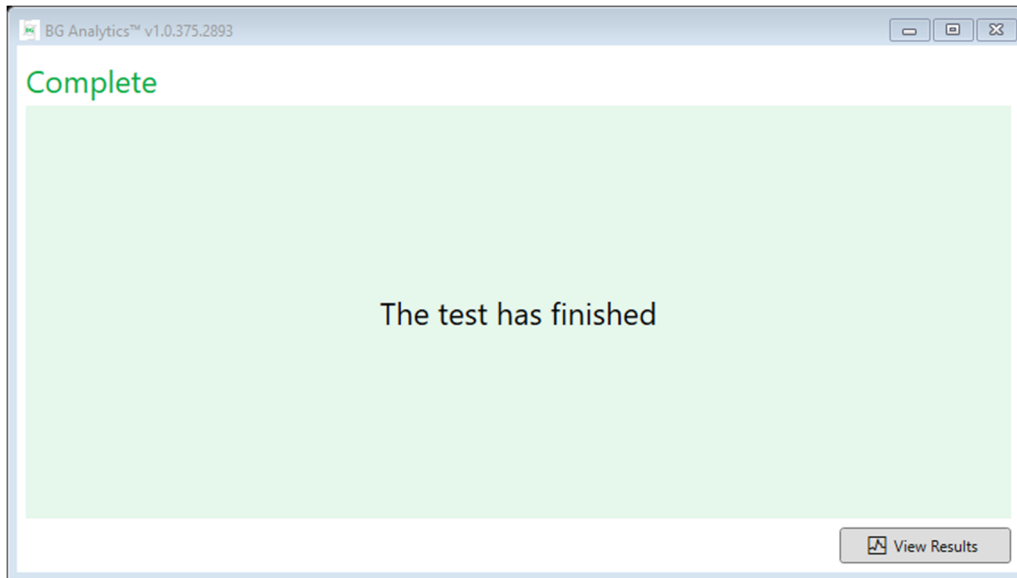 BG Analytics™ v1.0.375.2893
Complete
The test has finished
View Results